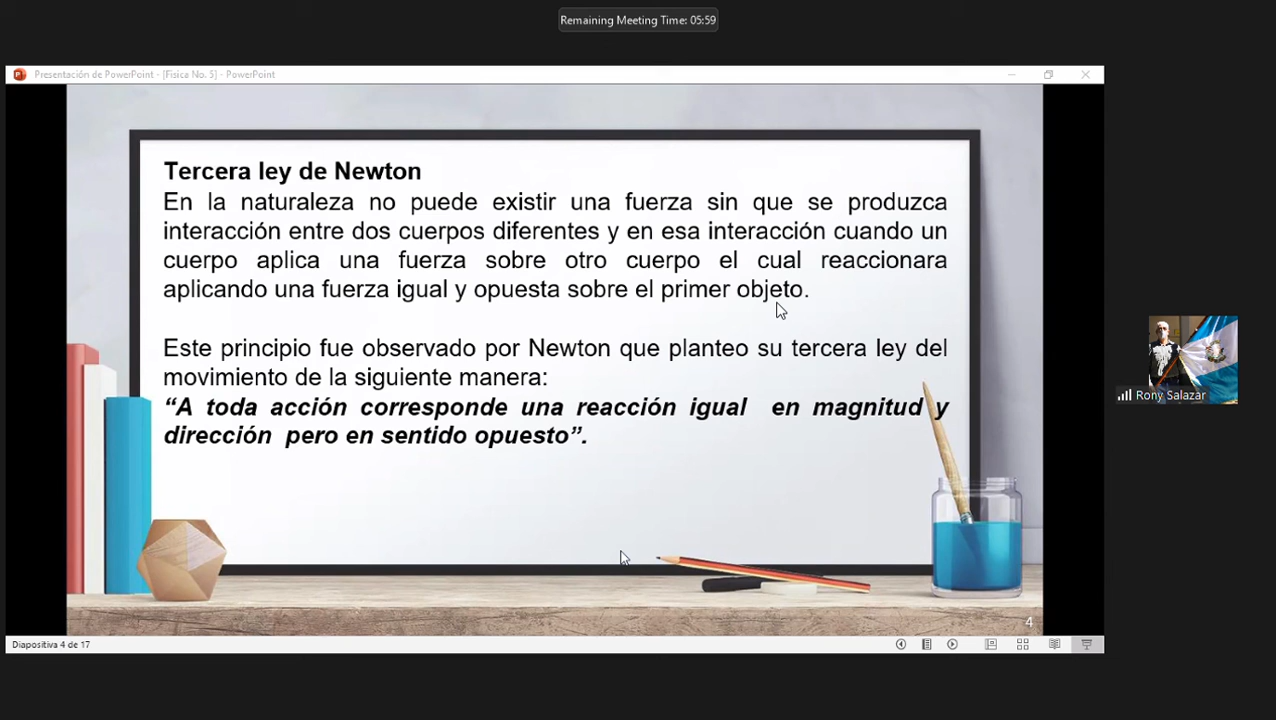 Remaining Meeting Time: 05:59
Presentación de PowerPoint - [Fisica No. 5] - PowerPoint
Tercera ley de Newton
En la naturaleza no puede existir una fuerza sin que se produzca
interacción entre dos cuerpos diferentes y en esa interacción cuando un
cuerpo aplica una fuerza sobre otro cuerpo el cual reaccionara
aplicando una fuerza igual y opuesta sobre el primer objeto.
Este principio fue observado por Newton que planteo su tercera ley del
movimiento de la siguiente manera:
“A toda acción corresponde una reacción igual en magnitud y
dirección pero en sentido opuesto”.
Rony Salazar
4
Diapositiva 4 de 17